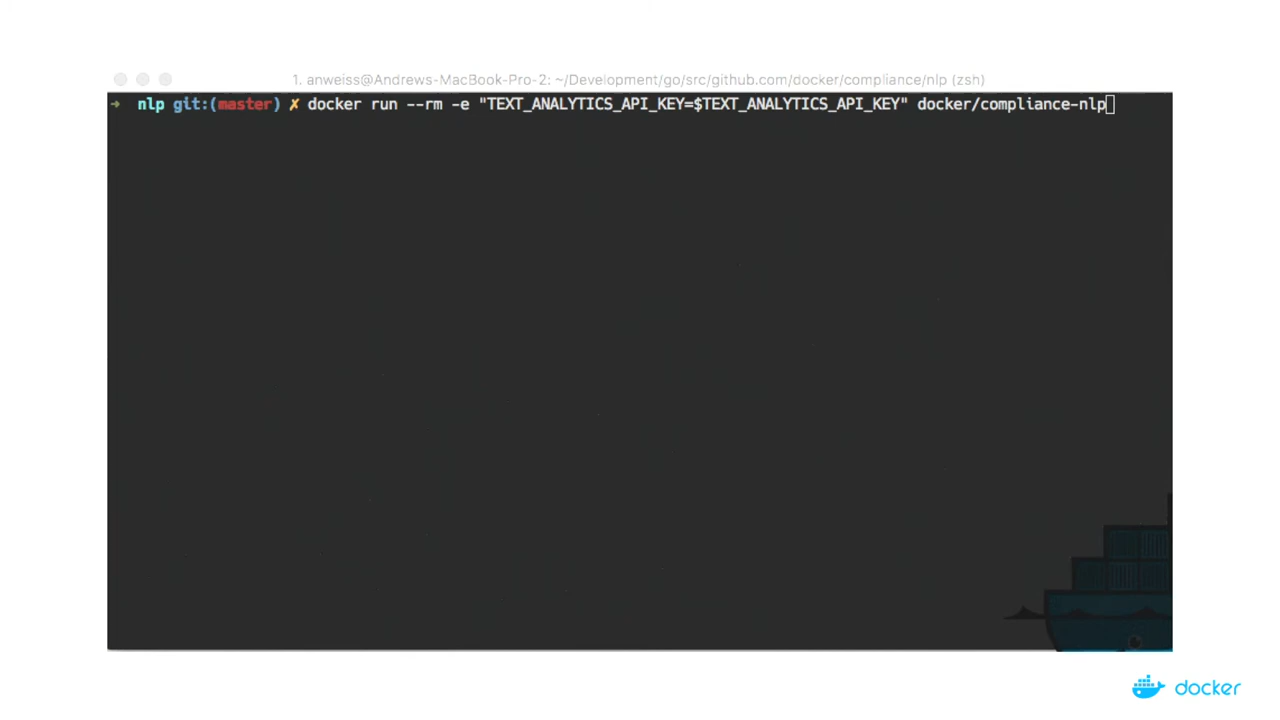 1. anweiss@Andrews-MacBook-Pro-2: ~/Development/go/src/github.com/docker/compliance/nlp (zsh)
→ nlp git:(master) ✗ docker run --rm -e "TEXT_ANALYTICS_API_KEY=$TEXT_ANALYTICS_API_KEY" docker/compliance-nlp
docker